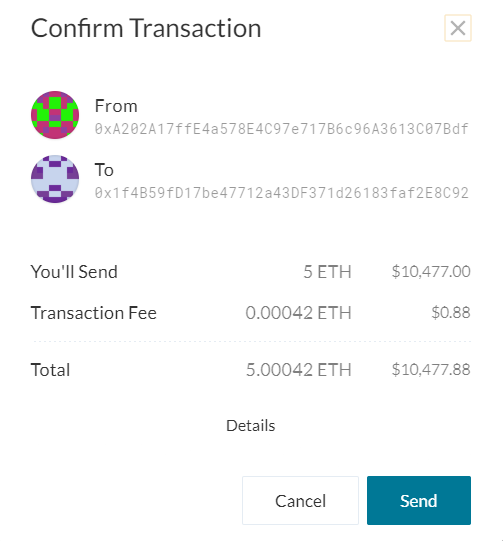 Confirm Transaction
From
0xA202A17ffE4a578E4C97e717B6c96A3613C07Bdf
To
0x1f4B59fD17be47712a43DF371d26183faf2E8C92
You'll Send 5 ETH $10,477.00
Transaction Fee 0.00042 ETH $0.88
Total 5.00042 ETH $10,477.88
Details
Cancel Send